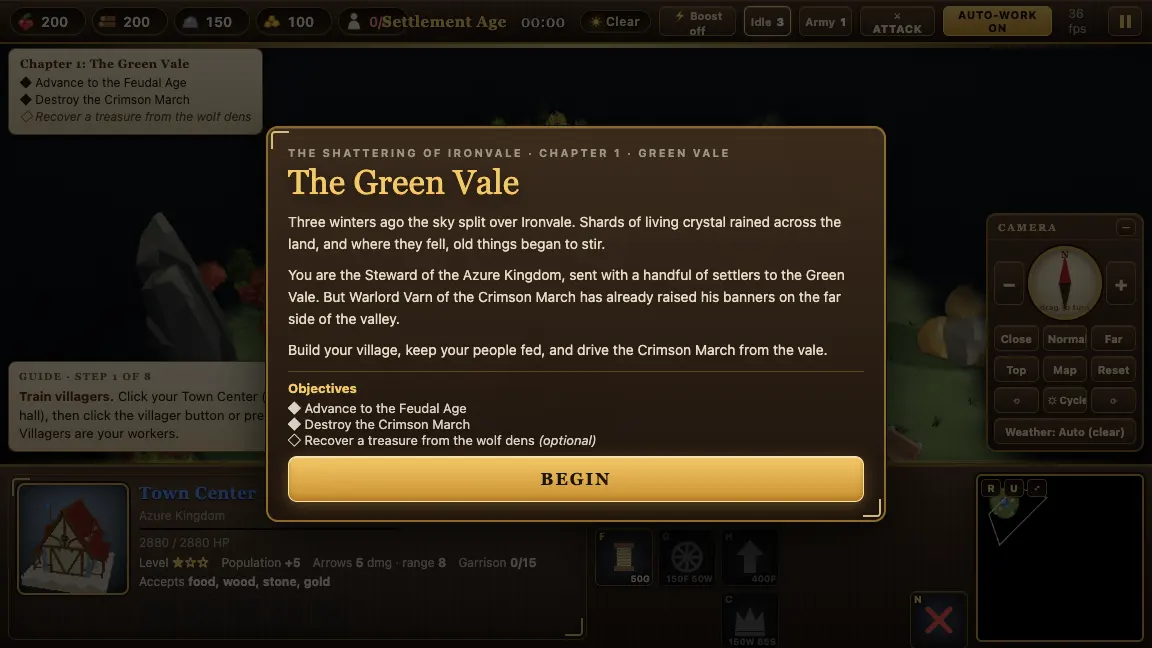 200
200
150
100
0/
Settlement Age
00:00
Clear
Boost off
Idle 3
Army 1
× ATTACK
AUTO-WORK ON
36 fps
Chapter 1: The Green Vale
Advance to the Feudal Age
Destroy the Crimson March
Recover a treasure from the wolf dens
THE SHATTERING OF IRONVALE · CHAPTER 1 · GREEN VALE
The Green Vale
Three winters ago the sky split over Ironvale. Shards of living crystal rained across the
land, and where they fell, old things began to stir.
You are the Steward of the Azure Kingdom, sent with a handful of settlers to the Green
Vale. But Warlord Varn of the Crimson March has already raised his banners on the far
side of the valley.
Build your village, keep your people fed, and drive the Crimson March from the vale.
Objectives
Advance to the Feudal Age
Destroy the Crimson March
Recover a treasure from the wolf dens (optional)
BEGIN
CAMERA
N
Close
Norma
Far
Top
Map
Reset
Cycle
Weather: Auto (clear)
GUIDE · STEP 1 OF 8
Train villagers. Click your Town Center (
hall), then click the villager button or pre
Villagers are your workers.
Town Center
Azure Kingdom
2880 / 2880 HP
Level Population +5 Arrows 5 dmg · range 8 Garrison 0/15
Accepts food, wood, stone, gold
F
50G
G
150F 50W
H
400F
C
N
R
U